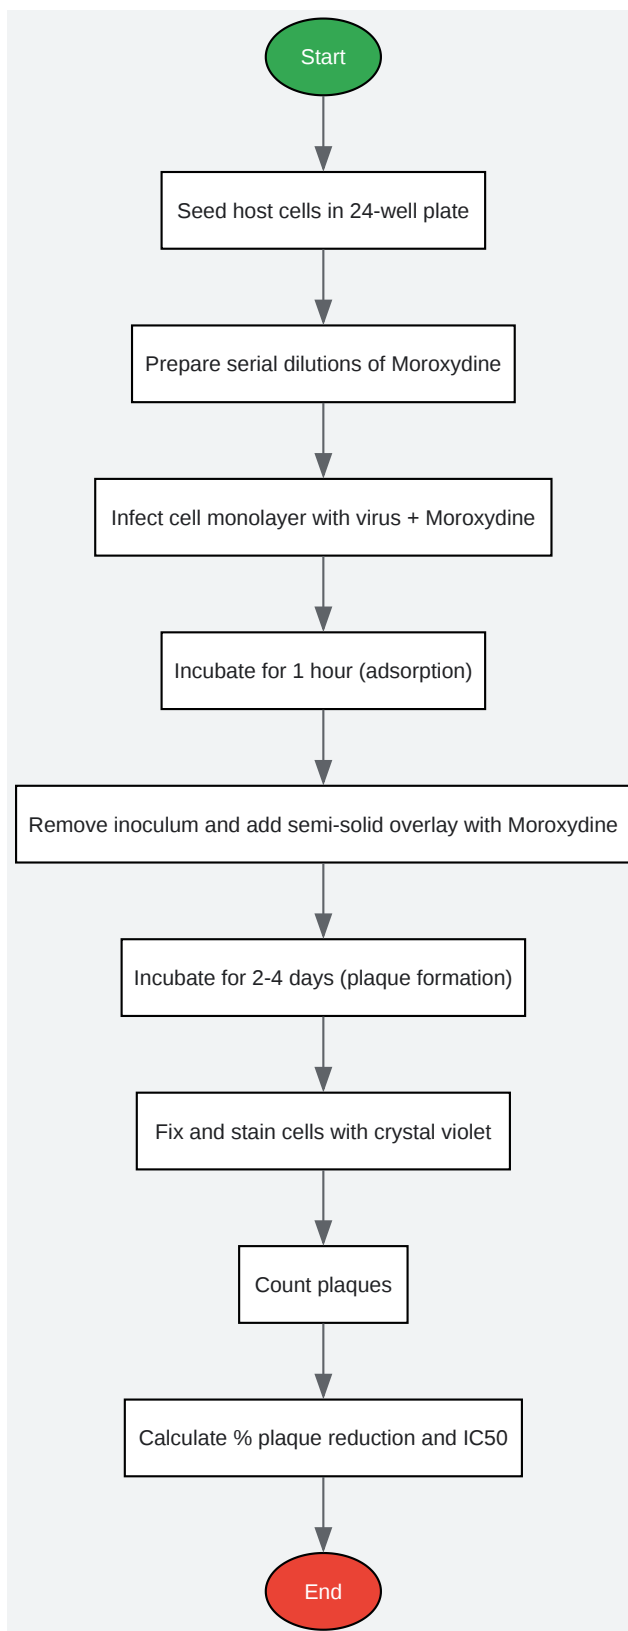 Start
Seed host cells in 24-well plate
Prepare serial dilutions of Moroxydine
Infect cell monolayer with virus + Moroxydine
Incubate for 1 hour (adsorption)
Remove inoculum and add semi-solid overlay with Moroxydine
Incubate for 2-4 days (plaque formation)
Fix and stain cells with crystal violet
Count plaques
Calculate % plaque reduction and IC50
End